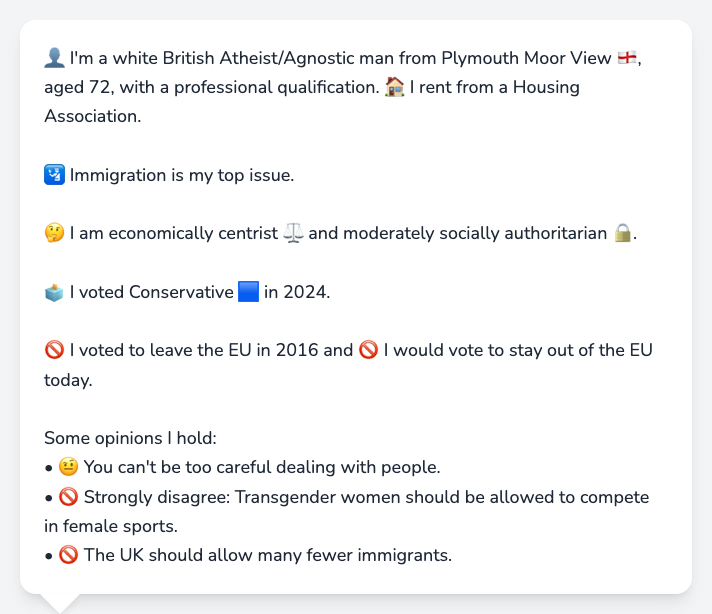 👤 I'm a white British Atheist/Agnostic man from Plymouth Moor View 🏴󠁧󠁢󠁥󠁮󠁧󠁿,
aged 72, with a professional qualification. 🏠 I rent from a Housing
Association.
🛂 Immigration is my top issue.
🤔 I am economically centrist ⚖️ and moderately socially authoritarian 🔒.
🗳️ I voted Conservative 🟦 in 2024.
🚫 I voted to leave the EU in 2016 and 🚫 I would vote to stay out of the EU
today.
Some opinions I hold:
• 🤨 You can't be too careful dealing with people.
• 🚫 Strongly disagree: Transgender women should be allowed to compete
in female sports.
• 🚫 The UK should allow many fewer immigrants.